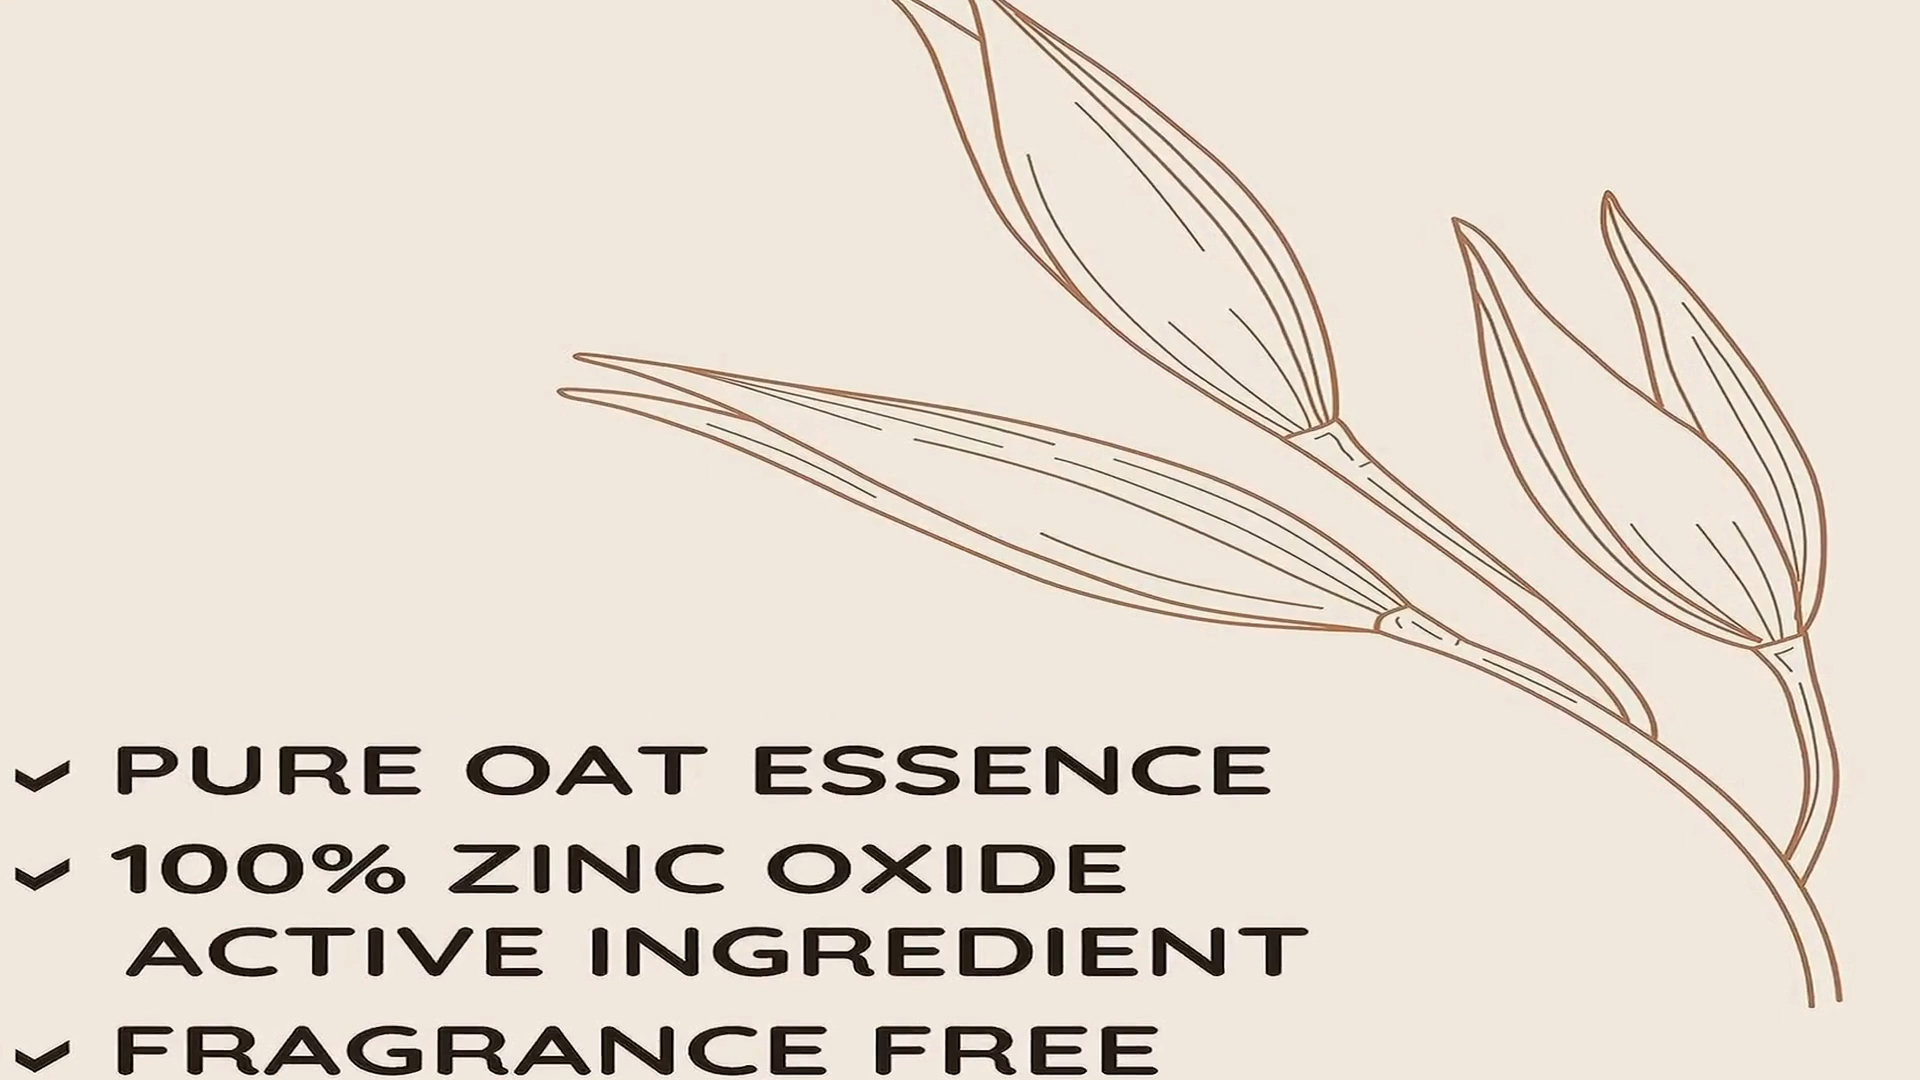 ✓ PURE OAT ESSENCE
✓ 100% ZINC OXIDE
ACTIVE INGREDIENT
✓ FRAGRANCE FREE